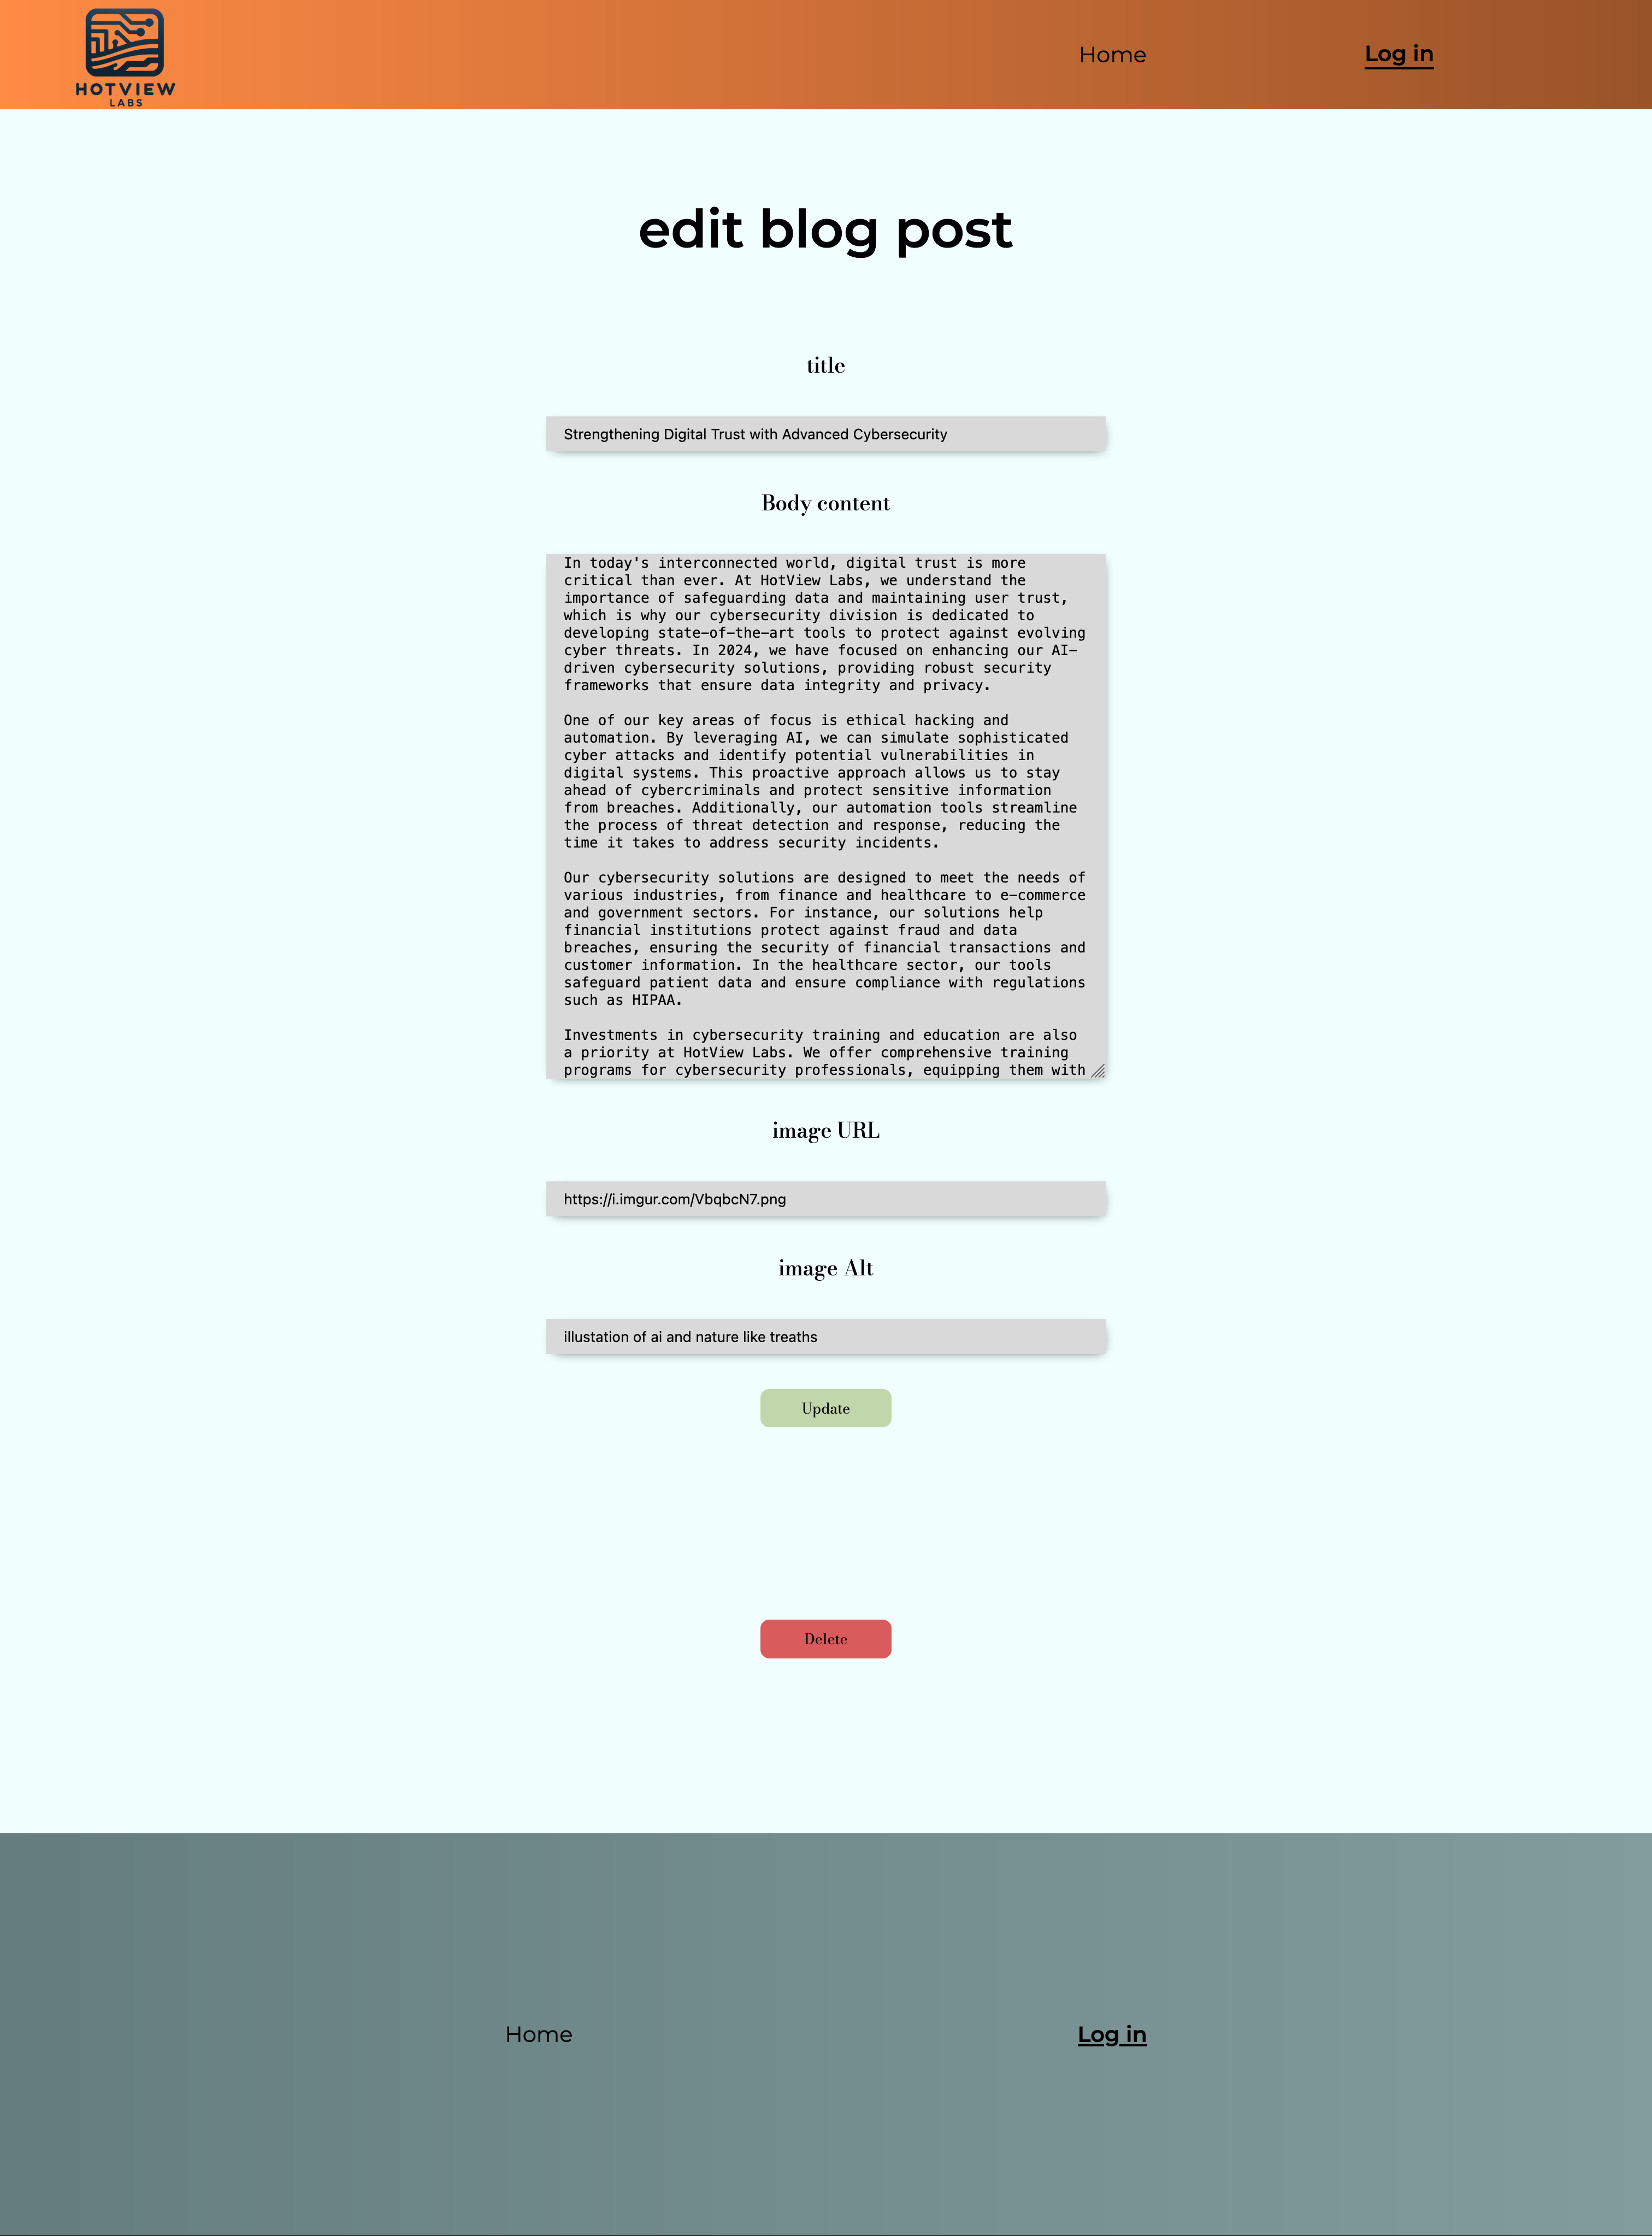 HOTVIEW
LABS
Home
Log in
edit blog post
title
Strengthening Digital Trust with Advanced Cybersecurity
Body content
In today's interconnected world, digital trust is more
critical than ever. At HotView Labs, we understand the
importance of safeguarding data and maintaining user trust,
which is why our cybersecurity division is dedicated to
developing state-of-the-art tools to protect against evolving
cyber threats. In 2024, we have focused on enhancing our AI-
driven cybersecurity solutions, providing robust security
frameworks that ensure data integrity and privacy.
One of our key areas of focus is ethical hacking and
automation. By leveraging AI, we can simulate sophisticated
cyber attacks and identify potential vulnerabilities in
digital systems. This proactive approach allows us to stay
ahead of cybercriminals and protect sensitive information
from breaches. Additionally, our automation tools streamline
the process of threat detection and response, reducing the
time it takes to address security incidents.
Our cybersecurity solutions are designed to meet the needs of
various industries, from finance and healthcare to e-commerce
and government sectors. For instance, our solutions help
financial institutions protect against fraud and data
breaches, ensuring the security of financial transactions and
customer information. In the healthcare sector, our tools
safeguard patient data and ensure compliance with regulations
such as HIPAA.
Investments in cybersecurity training and education are also
a priority at HotView Labs. We offer comprehensive training
programs for cybersecurity professionals, equipping them with
image URL
https://i.imgur.com/VbqbcN7.png
image Alt
illustation of ai and nature like treaths
Update
Delete
Home
Log in